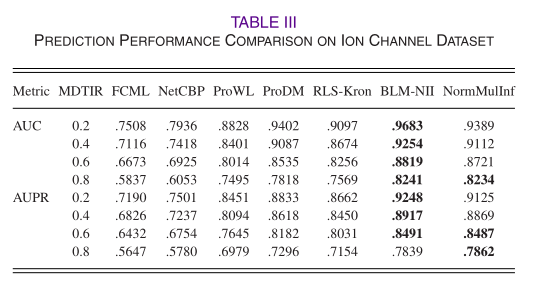 TABLE III
PREDICTION PERFORMANCE COMPARISON ON ION CHANNEL DATASET
Metric MDTIR FCML NetCBP ProWL ProDM RLS-Kron BLM-NII NormMulInf
AUC 0.2 .7508 .7936 .8828 .9402 .9097 .9683 .9389
0.4 .7116 .7418 .8401 .9087 .8674 .9254 .9112
0.6 .6673 .6925 .8014 .8535 .8256 .8819 .8721
0.8 .5837 .6053 .7495 .7818 .7569 .8241 .8234
AUPR 0.2 .7190 .7501 .8451 .8833 .8662 .9248 .9125
0.4 .6826 .7237 .8094 .8618 .8450 .8917 .8869
0.6 .6432 .6754 .7645 .8182 .8031 .8491 .8487
0.8 .5647 .5780 .6979 .7296 .7154 .7839 .7862